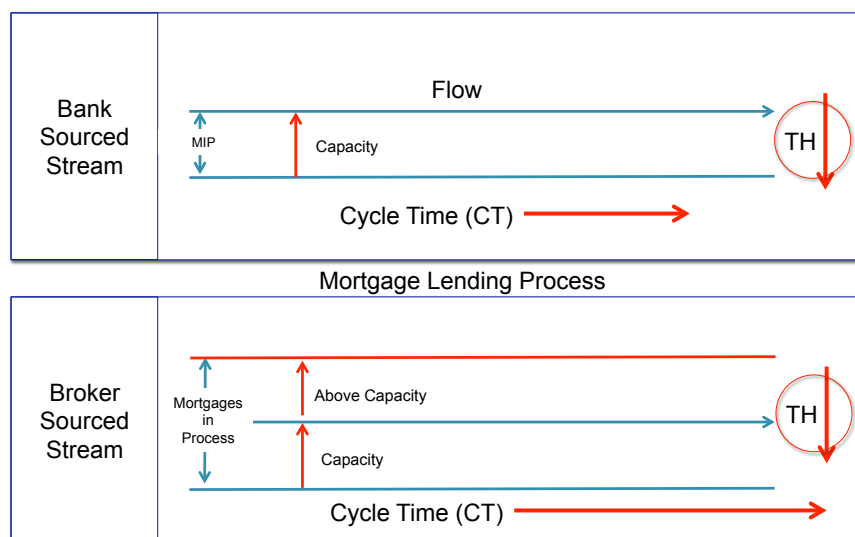 Bank
Sourced
Stream
Flow
MIP
Capacity
TH
Cycle Time (CT)
Mortgage Lending Process
Broker
Sourced
Stream
Mortgages
in
Process
Above Capacity
Capacity
TH
Cycle Time (CT)